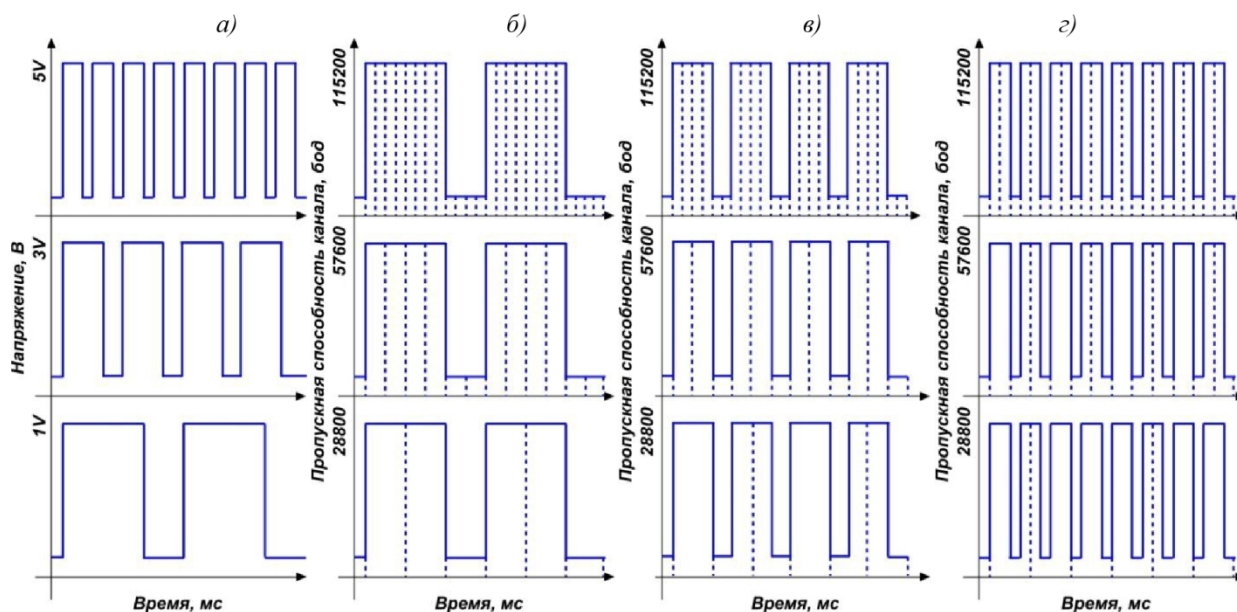 а) б) в) г)
5V
3V
1V
Напряжение, В
115200
57600
28800
Пропускная способность канала, бод
115200
57600
28800
Пропускная способность канала, бод
115200
57600
28800
Пропускная способность канала, бод
Время, мс Время, мс Время, мс Время, мс